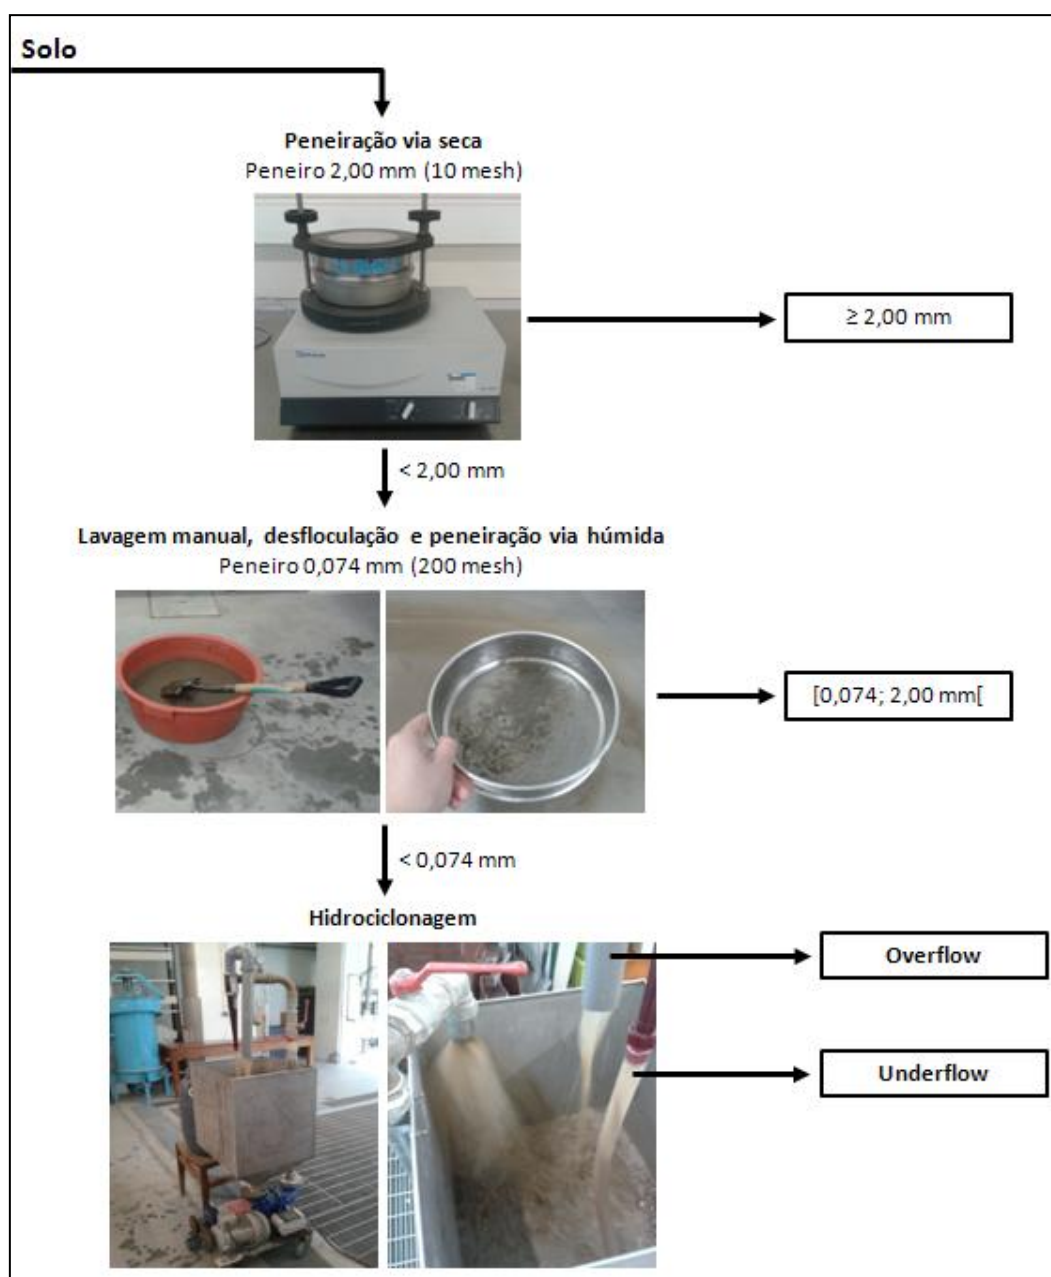 Solo
Peneiração via seca
Peneiro 2,00 mm (10 mesh)
≥ 2,00 mm
< 2,00 mm
Lavagem manual, desfloculação e peneiração via húmida
Peneiro 0,074 mm (200 mesh)
[0,074; 2,00 mm[
< 0,074 mm
Hidrociclonagem
Overflow
Underflow